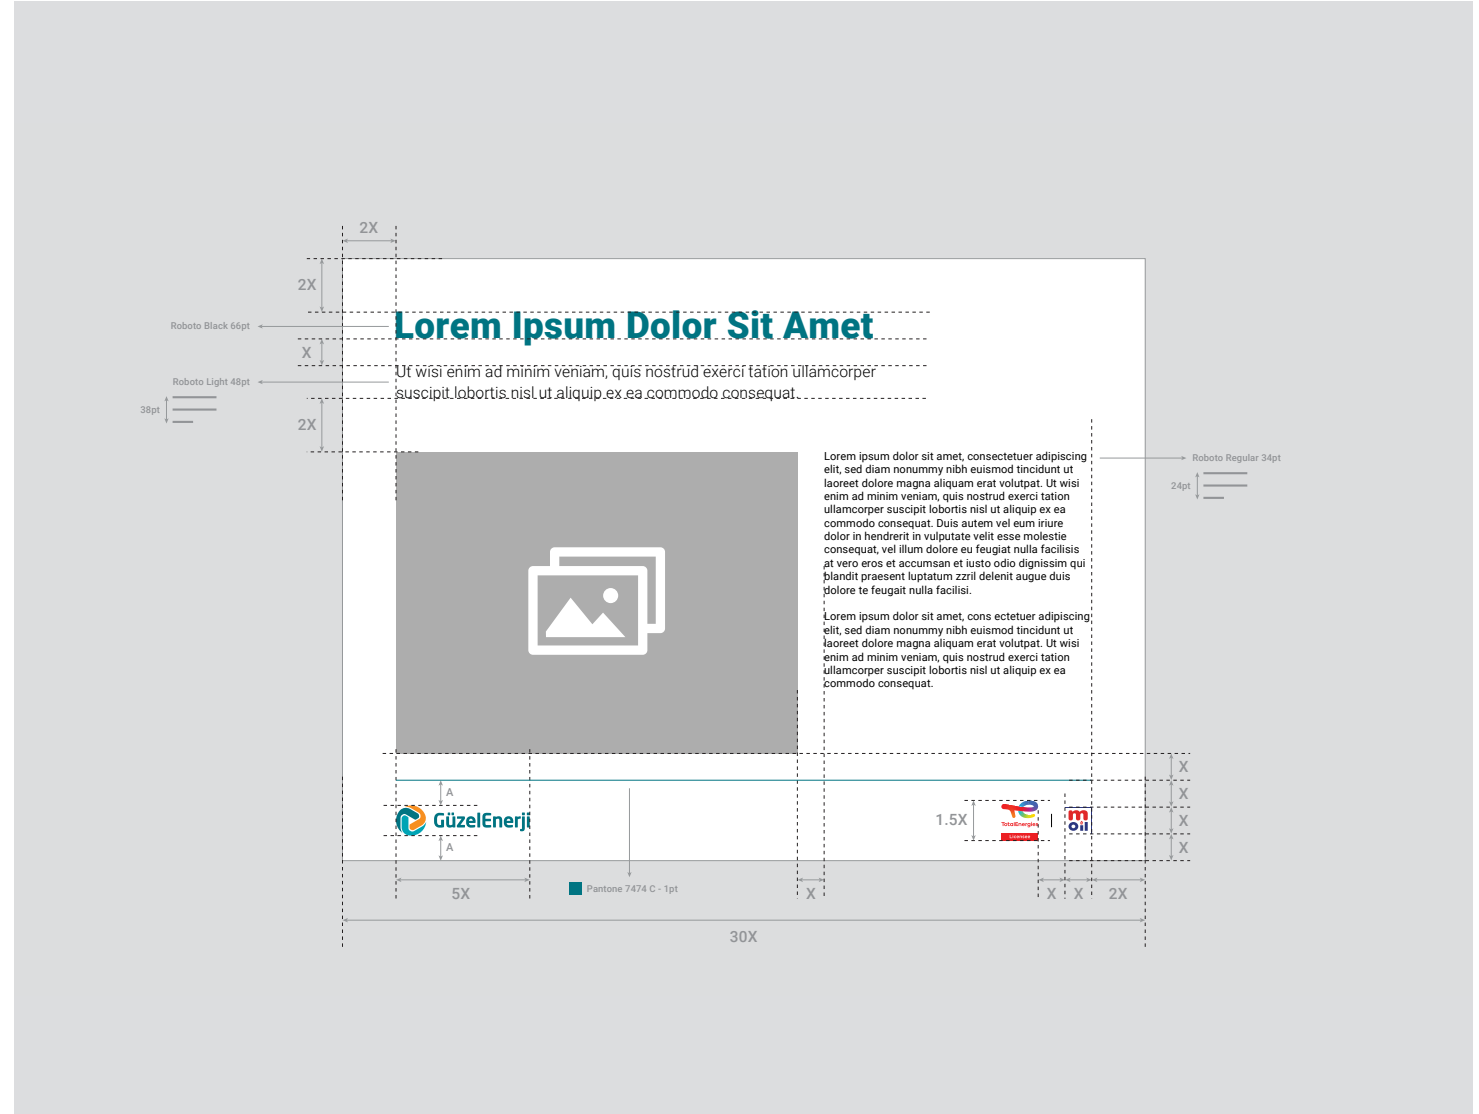 2X
2X
Roboto Black 66pt
Lorem Ipsum Dolor Sit Amet
X
Roboto Light 48pt
Ut wisi enim ad minim veniam, quis nostrud exerci tation ullamcorper
suscipit lobortis nisl ut aliquip ex ea commodo consequat.
38pt
2X
Lorem ipsum dolor sit amet, consectetuer adipiscing
elit, sed diam nonummy nibh euismod tincidunt ut
laoreet dolore magna aliquam erat volutpat. Ut wisi
enim ad minim veniam, quis nostrud exerci tation
ullamcorper suscipit lobortis nisl ut aliquip ex ea
commodo consequat. Duis autem vel eum iriure
dolor in hendrerit in vulputate velit esse molestie
consequat, vel illum dolore eu feugiat nulla facilisis
at vero eros et accumsan et iusto odio dignissim qui
blandit praesent luptatum zzril delenit augue duis
dolore te feugait nulla facilisi.
Lorem ipsum dolor sit amet, cons ectetuer adipiscing
elit, sed diam nonummy nibh euismod tincidunt ut
laoreet dolore magna aliquam erat volutpat. Ut wisi
enim ad minim veniam, quis nostrud exerci tation
ullamcorper suscipit lobortis nisl ut aliquip ex ea
commodo consequat.
Roboto Regular 34pt
24pt
X
X
X
X
A
GüzelEnerji
A
1.5X
TotalEnergies
Licensee
moil
5X
Pantone 7474 C - 1pt
X
X
X
2X
30X